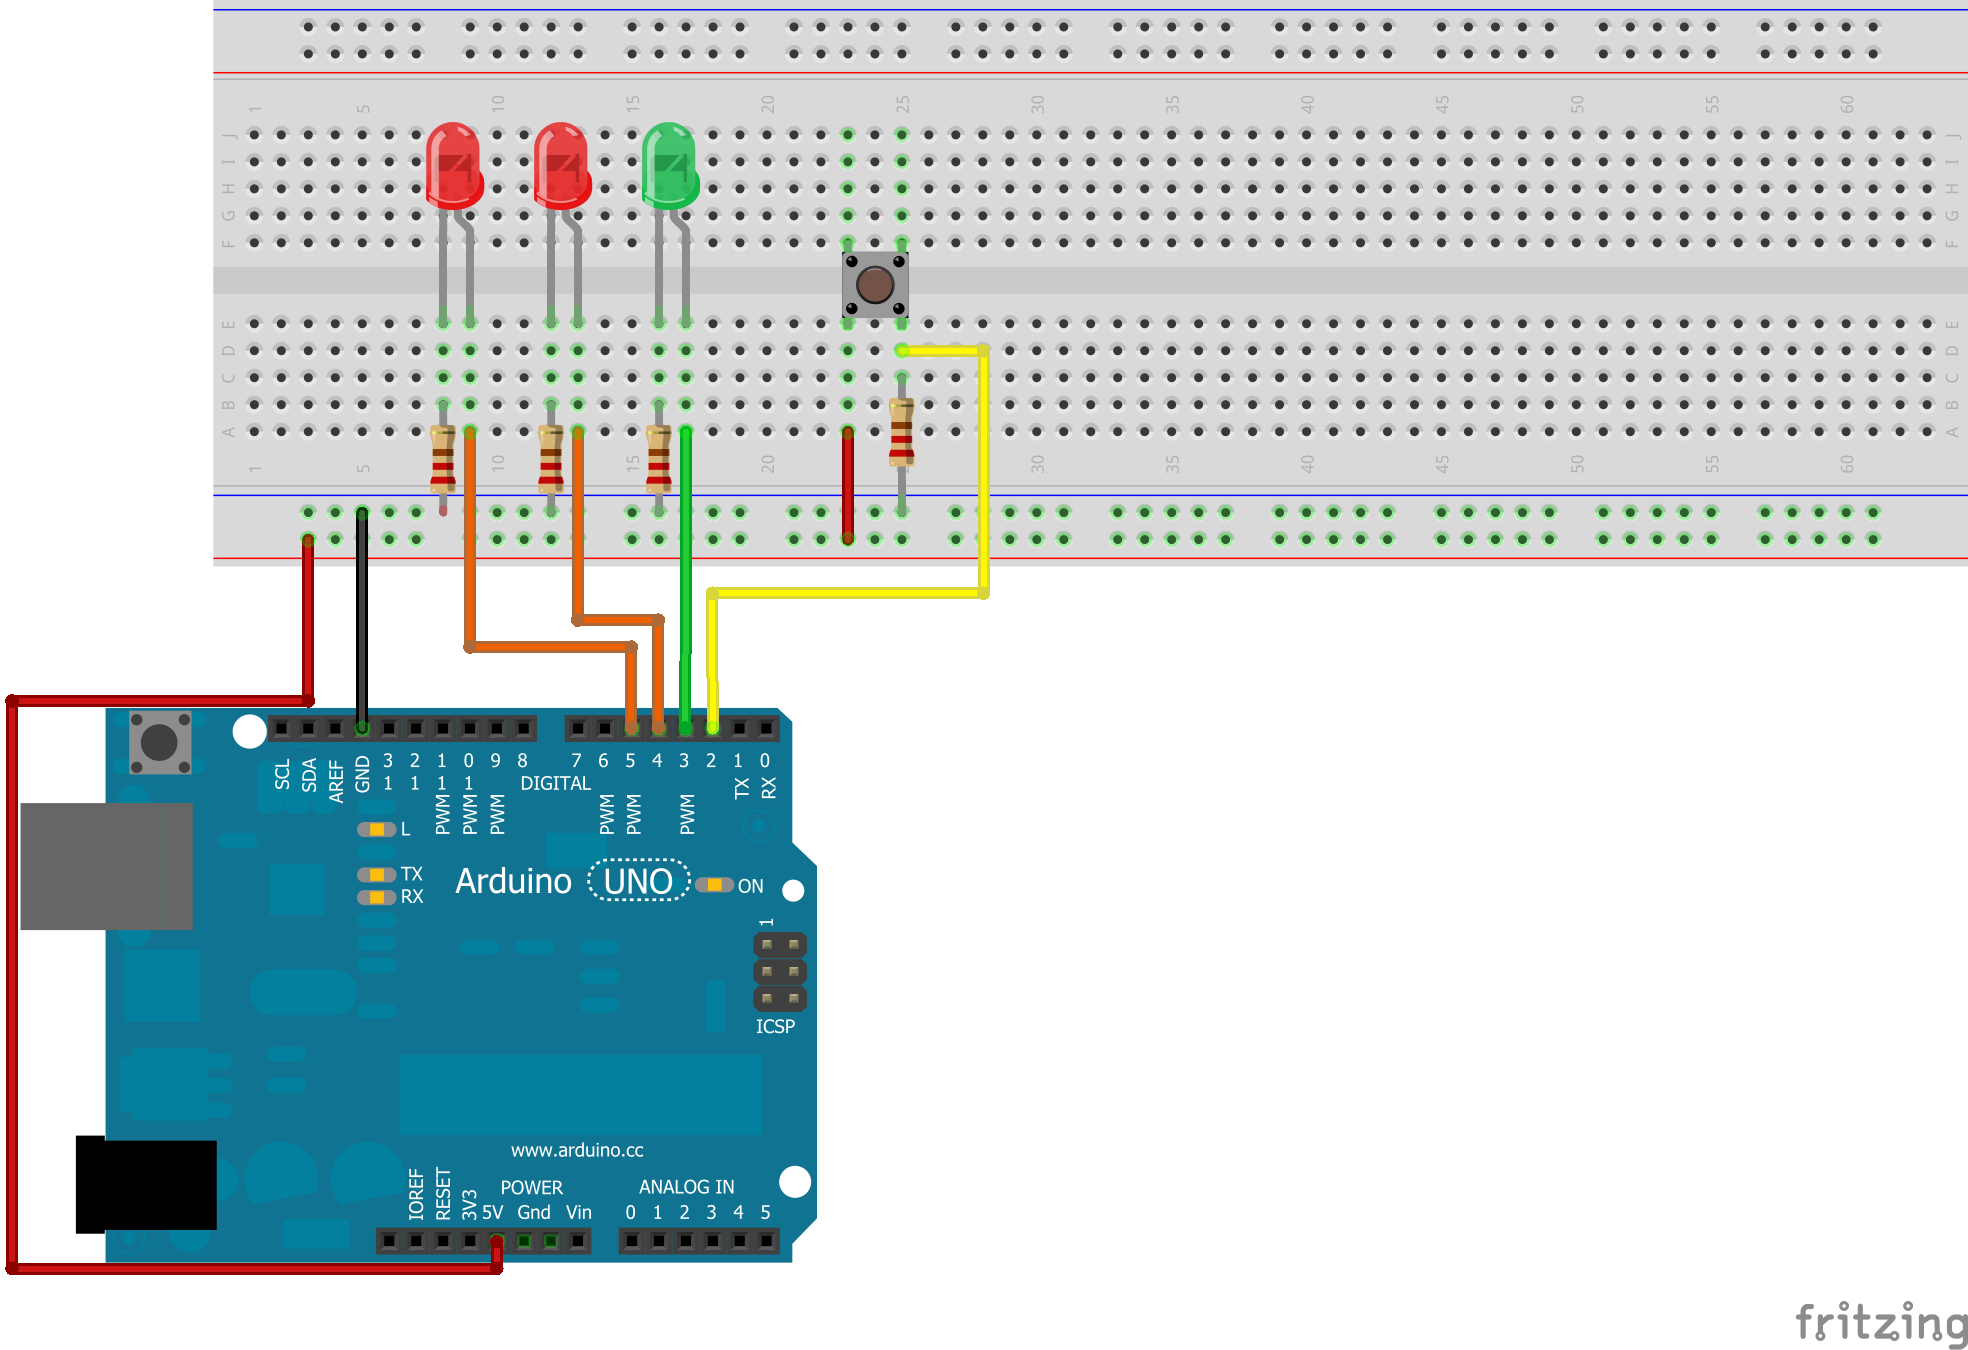 1 5 10 15 20 25 30 35 40 45 50 55 60
J J
I I
H H
G G
F F
E E
D D
C C
B B
A A
1 5 10 15 20 30 35 40 45 50 55 60
SCL SDA AREF GND 13 12 11 10 9 8 7 6 5 4 3 2 1 0
DIGITAL
PWM PWM PWM PWM PWM PWM TX RX
L
TX
RX
Arduino UNO ON
1
ICSP
www.arduino.cc
POWER ANALOG IN
IOREF RESET 3V3 5V Gnd Vin 0 1 2 3 4 5
fritzing